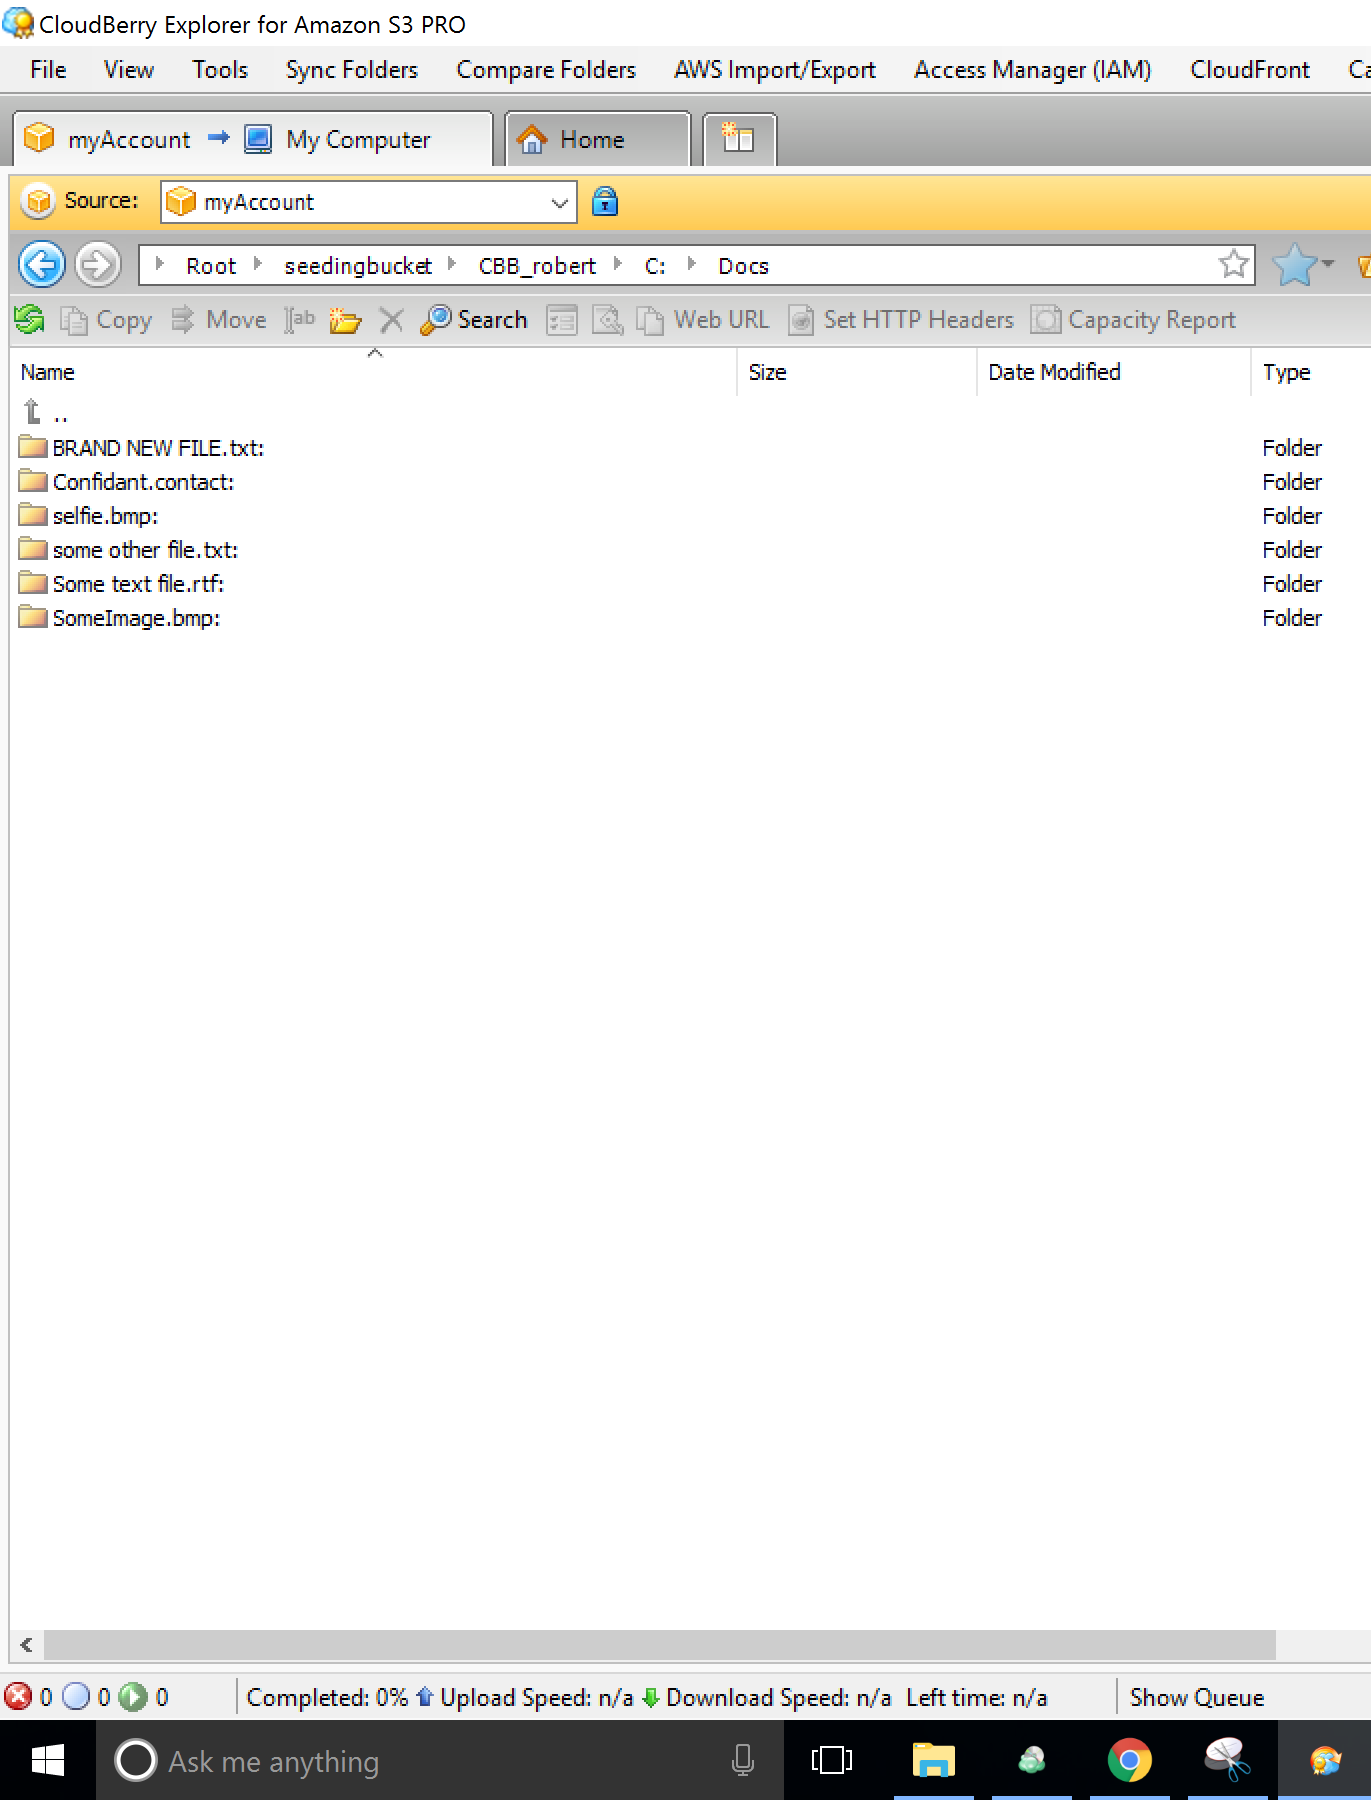 CloudBerry Explorer for Amazon S3 PRO
File View Tools Sync Folders Compare Folders AWS Import/Export Access Manager (IAM) CloudFront Ca
myAccount My Computer Home
Source: myAccount
Root seedingbucket CBB_robert C: Docs
Copy Move ab Search Web URL Set HTTP Headers Capacity Report
Name Size Date Modified Type
..
BRAND NEW FILE.txt: Folder
Confidant.contact: Folder
selfie.bmp: Folder
some other file.txt: Folder
Some text file.rtf: Folder
SomeImage.bmp: Folder
0 0 0 Completed: 0% Upload Speed: n/a Download Speed: n/a Left time: n/a Show Queue
Ask me anything